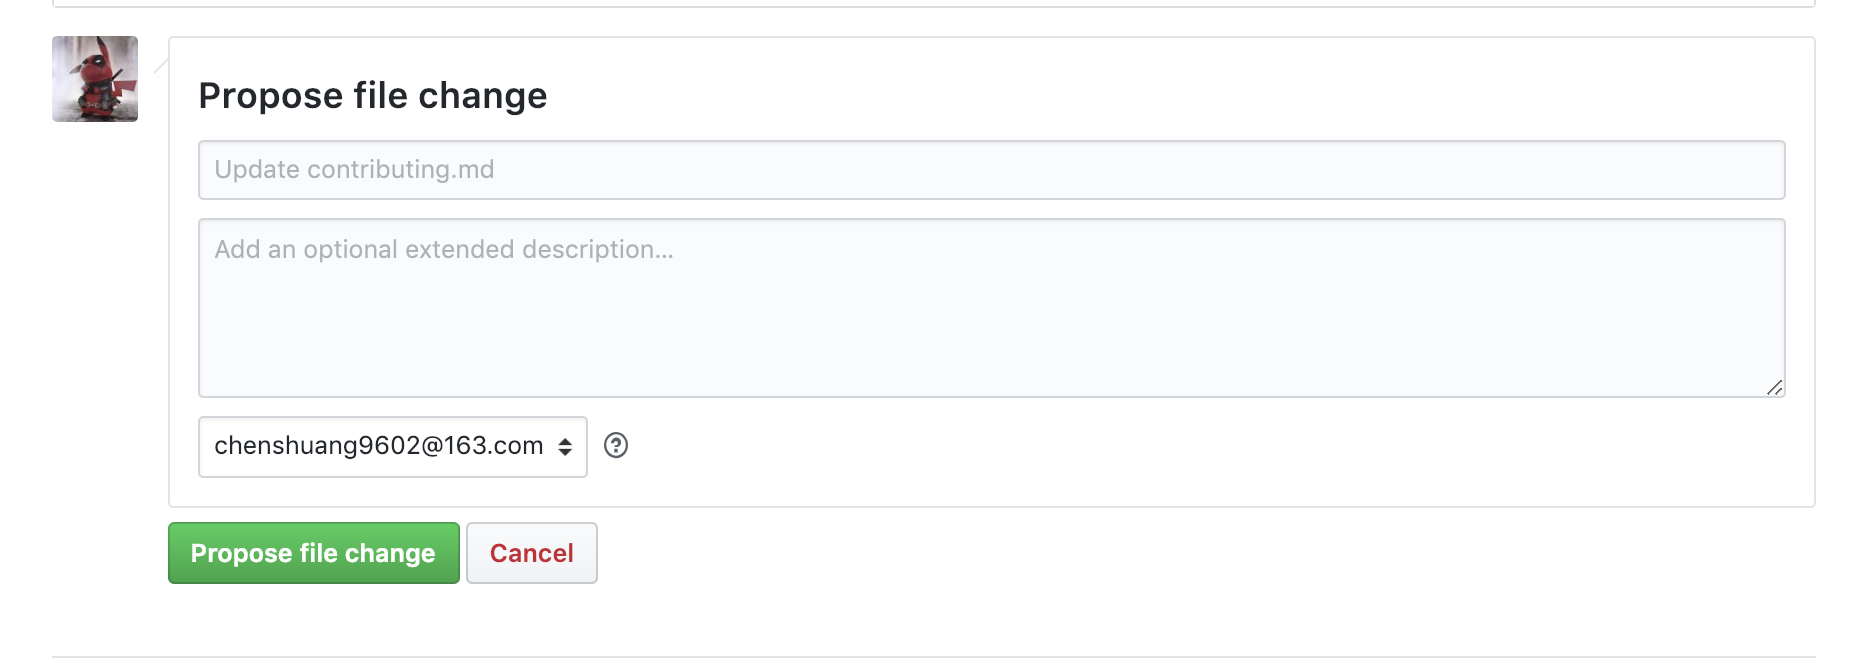 Propose file change
Update contributing.md
Add an optional extended description...
chenshuang9602@163.com
Propose file change
Cancel